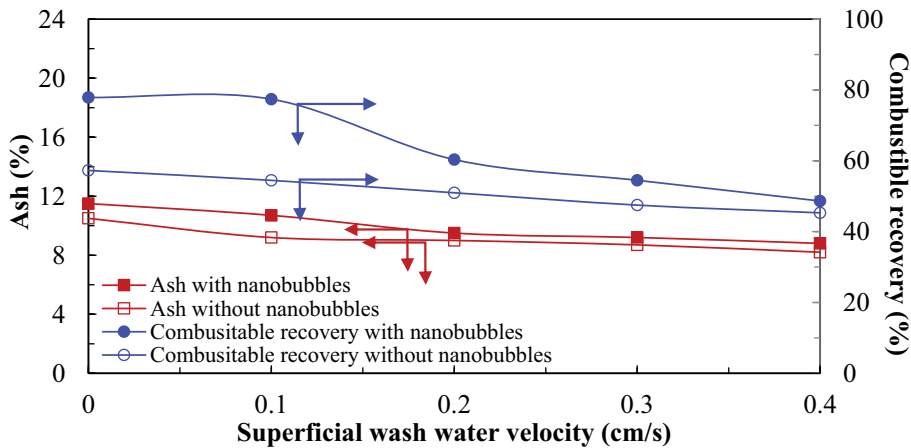 24
20
16
12
8
4
0
Ash (%)
100
80
60
40
20
0
Combustible recovery (%)
Ash with nanobubbles
Ash without nanobubbles
Combusitable recovery with nanobubbles
Combusitable recovery without nanobubbles
0 0.1 0.2 0.3 0.4
Superficial wash water velocity (cm/s)